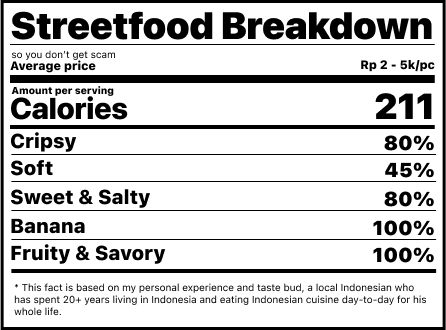 Streetfood Breakdown
so you don't get scam
Average price Rp 2 - 5k/pc
Amount per serving
Calories 211
Cripsy 80%
Soft 45%
Sweet & Salty 80%
Banana 100%
Fruity & Savory 100%
* This fact is based on my personal experience and taste bud, a local Indonesian who
has spent 20+ years living in Indonesia and eating Indonesian cuisine day-to-day for his
whole life.